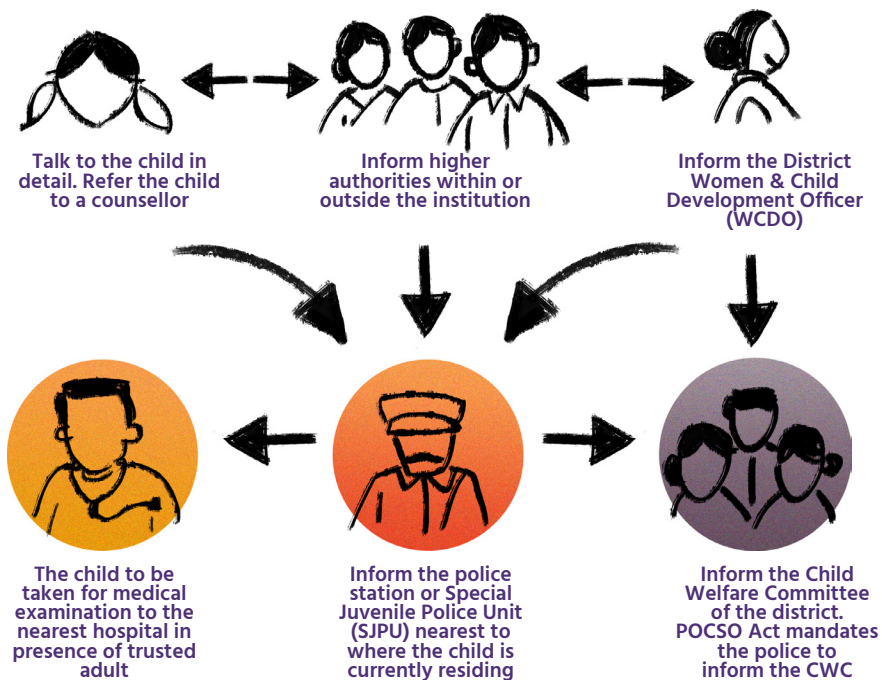 Talk to the child in
detail. Refer the child
to a counsellor
Inform higher
authorities within or
outside the institution
Inform the District
Women & Child
Development Officer
(WCDO)
The child to be
taken for medical
examination to the
nearest hospital in
presence of trusted
adult
Inform the police
station or Special
Juvenile Police Unit
(SJPU) nearest to
where the child is
currently residing
Inform the Child
Welfare Committee
of the district.
POCSO Act mandates
the police to
inform the CWC